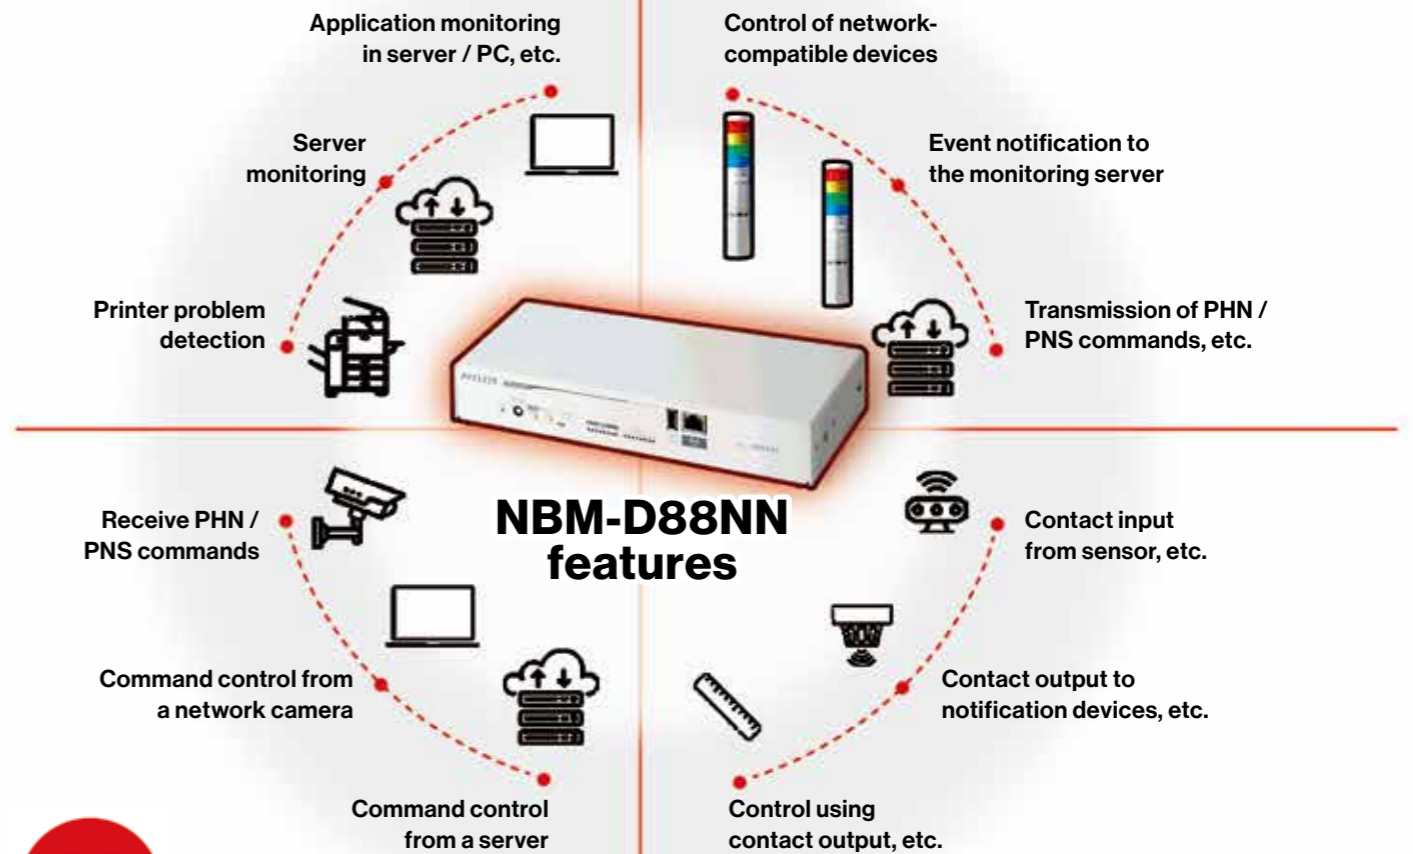 Application monitoring
in server / PC, etc.
Control of network-
compatible devices
Server
monitoring
Event notification to
the monitoring server
Printer problem
detection
Transmission of PHN /
PNS commands, etc.
NBM-D88NN
features
Receive PHN /
PNS commands
Contact input
from sensor, etc.
Command control from
a network camera
Contact output to
notification devices, etc.
Command control
from a server
Control using
contact output, etc.